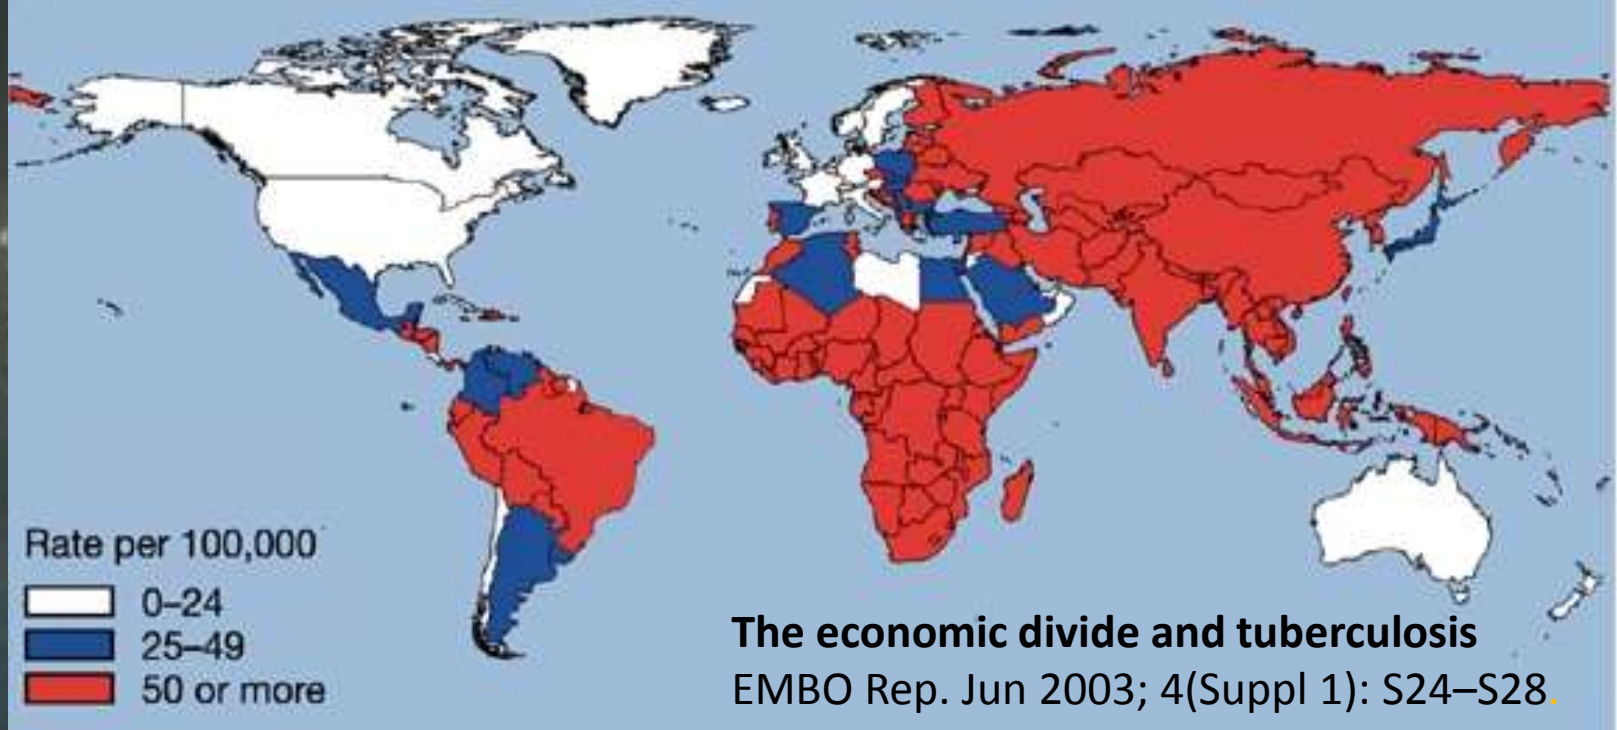 Rate per 100,000
0–24
25–49
50 or more
The economic divide and tuberculosis
EMBO Rep. Jun 2003; 4(Suppl 1): S24–S28.